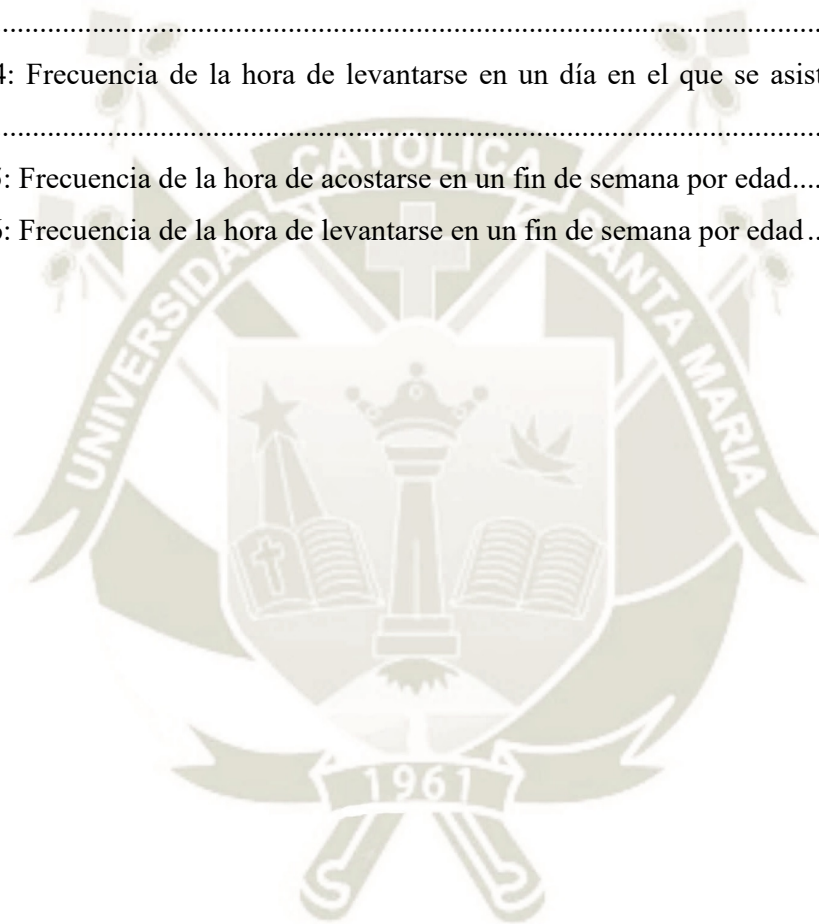 ....................................................................................................
4: Frecuencia de la hora de levantarse en un día en el que se
....................................................................................................
5: Frecuencia de la hora de acostarse en un fin de semana por edad....
6: Frecuencia de la hora de levantarse en un fin de semana por edad..
UNIVERSIDAD CATOLICA SANTA MARIA
1961